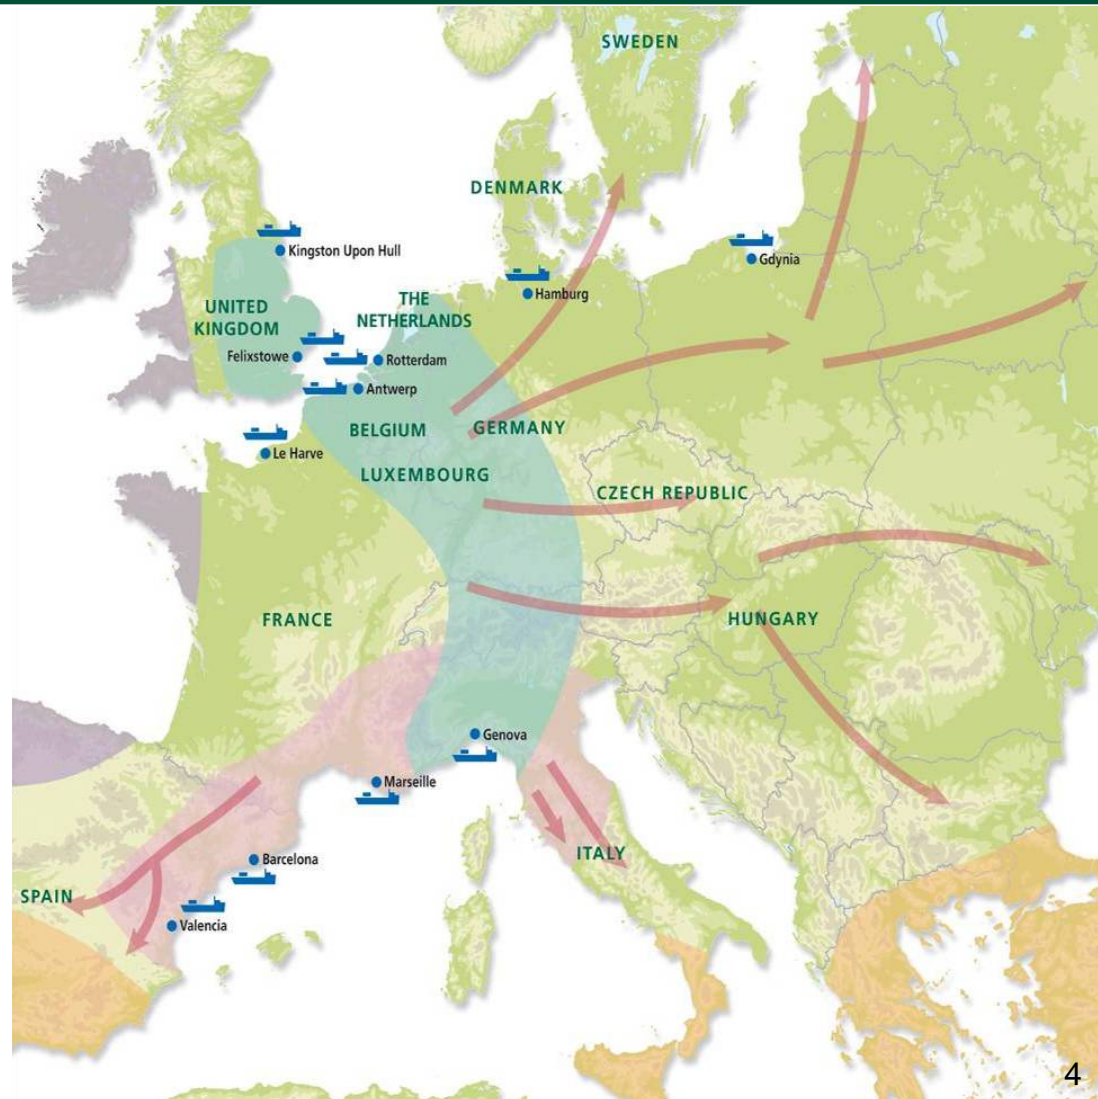 SWEDEN
DENMARK
Kingston Upon Hull
Gdynia
Hamburg
THE
NETHERLANDS
UNITED
KINGDOM
Felixstowe
Rotterdam
Antwerp
BELGIUM
GERMANY
Le Harve
LUXEMBOURG
CZECH REPUBLIC
FRANCE
HUNGARY
Genova
Marseille
ITALY
Barcelona
SPAIN
Valencia
4